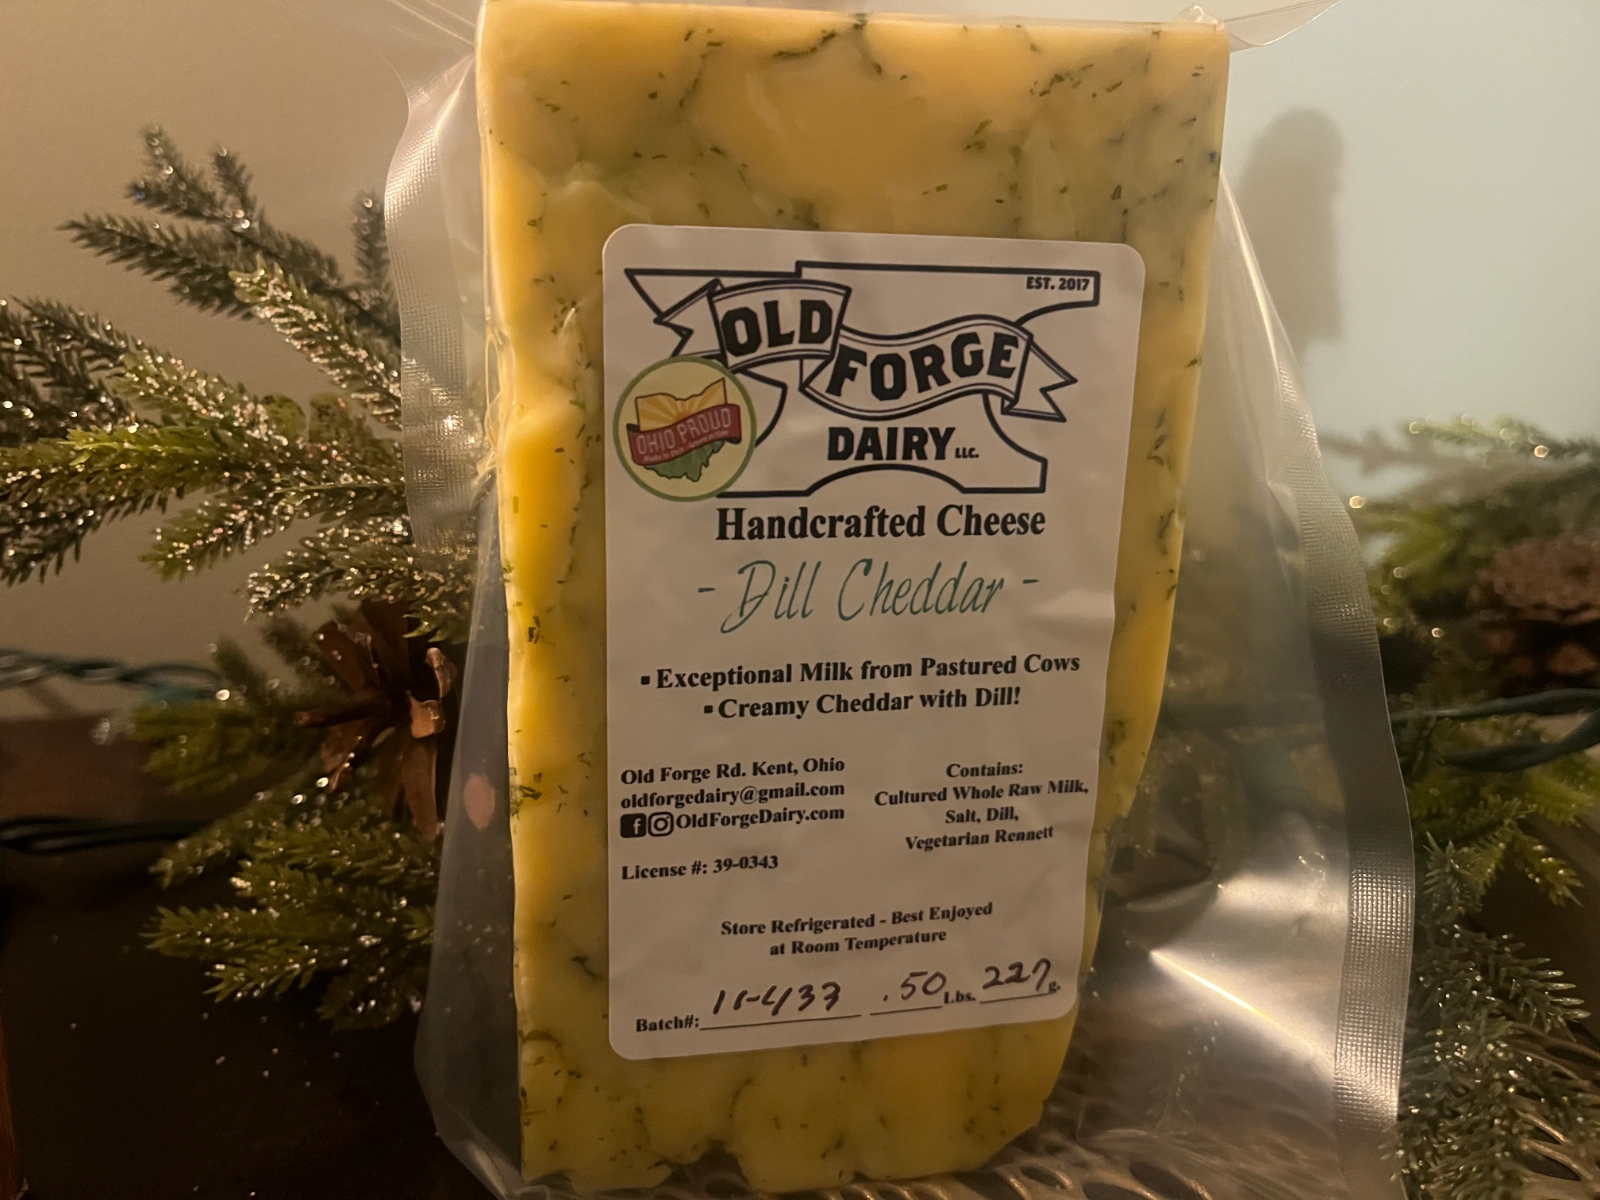 EST. 2017
OLD
FORGE
DAIRY LLC.
OHIO PROUD
Handcrafted Cheese
- Dill Cheddar -
▪ Exceptional Milk from Pastured Cows
▪ Creamy Cheddar with Dill!
Old Forge Rd. Kent, Ohio
oldforgedairy@gmail.com
OldForgeDairy.com
License #: 39-0343
Contains:
Cultured Whole Raw Milk,
Salt, Dill,
Vegetarian Rennett
Store Refrigerated - Best Enjoyed
at Room Temperature
Batch#: 11-433 .50 Lbs. 227 g.